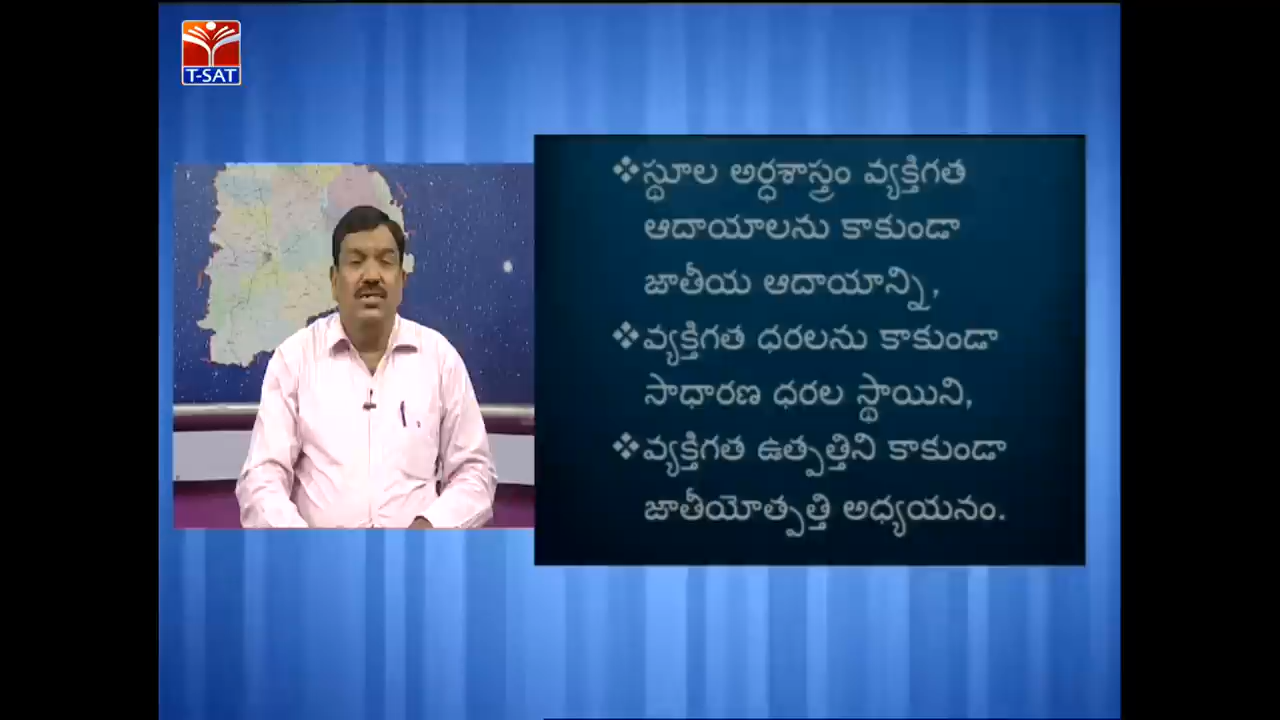 T-SAT
❖స్థూల అర్ధశాస్త్రం వ్యక్తిగత
ఆదాయాలను కాకుండా
జాతీయ ఆదాయాన్ని,
❖వ్యక్తిగత ధరలను కాకుండా
సాధారణ ధరల స్థాయిని,
❖వ్యక్తిగత ఉత్పత్తిని కాకుండా
జాతీయోత్పత్తి అధ్యయనం.